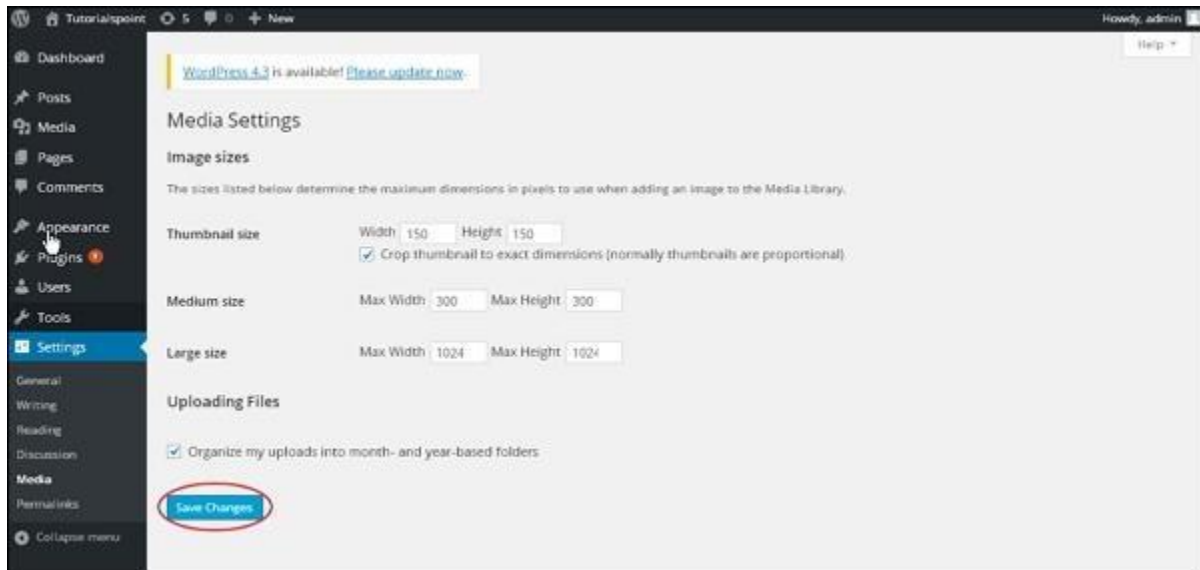 Tutorialspoint 5 0 + New Howdy, admin
Help
Dashboard
Posts
Media
Pages
Comments
Appearance
Plugins
Users
Tools
Settings
General
Writing
Reading
Discussion
Media
Permalinks
Collapse menu
WordPress 4.3 is available! Please update now.
Media Settings
Image sizes
The sizes listed below determine the maximum dimensions in pixels to use when adding an image to the Media Library.
Thumbnail size Width 150 Height 150
Crop thumbnail to exact dimensions (normally thumbnails are proportional)
Medium size Max Width 300 Max Height 300
Large size Max Width 1024 Max Height 1024
Uploading Files
Organize my uploads into month- and year-based folders
Save Changes